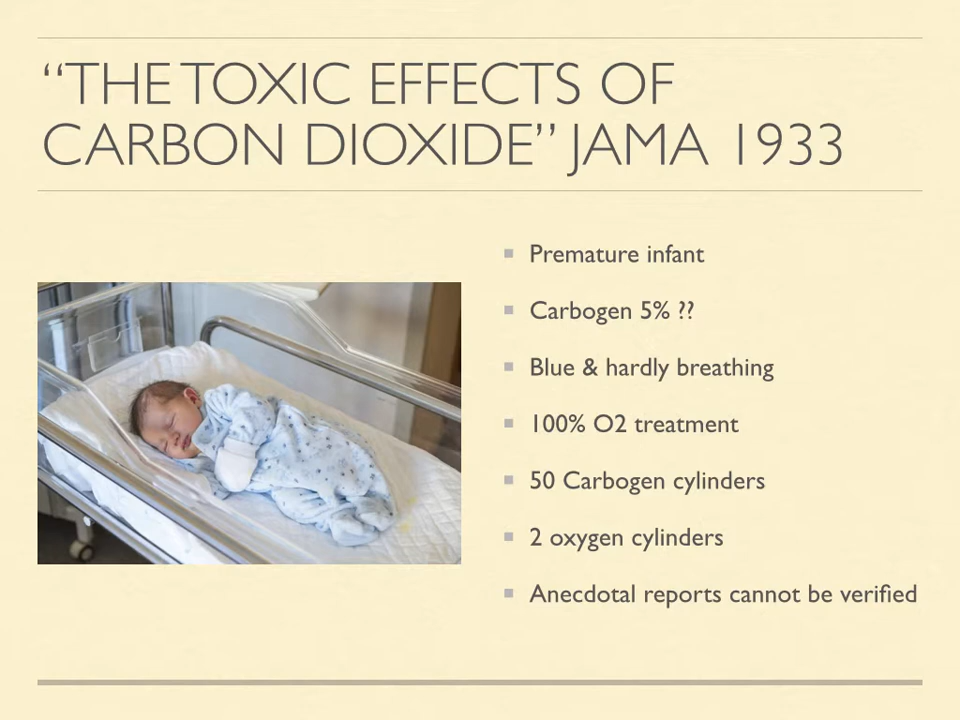 “THE TOXIC EFFECTS OF
CARBON DIOXIDE” JAMA 1933
Premature infant
Carbogen 5% ??
Blue & hardly breathing
100% O2 treatment
50 Carbogen cylinders
2 oxygen cylinders
Anecdotal reports cannot be verified